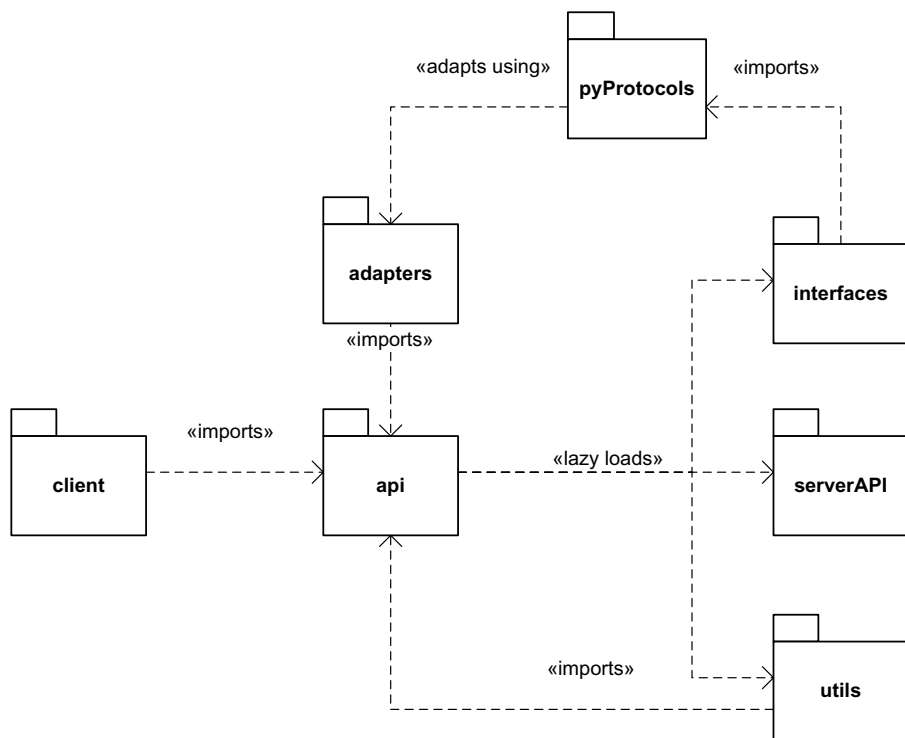 «adapts using»
«imports»
pyProtocols
adapters
interfaces
«imports»
«imports»
«lazy loads»
client
api
serverAPI
«imports»
utils